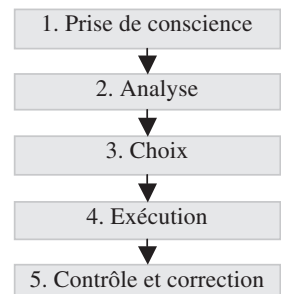 1. Prise de conscience
2. Analyse
3. Choix
4. Exécution
5. Contrôle et correction